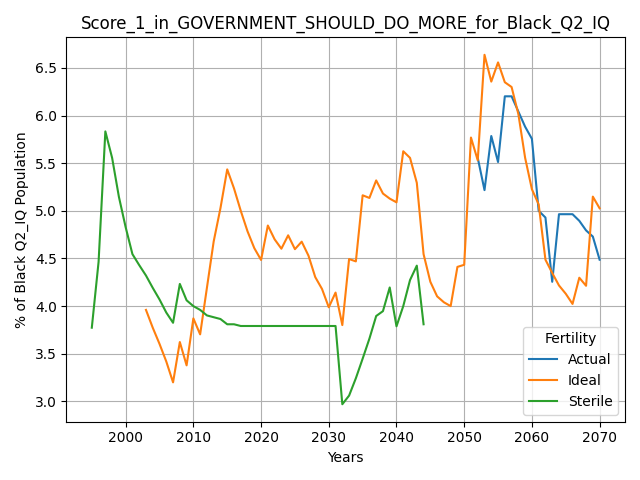 Score_1_in_GOVERNMENT_SHOULD_DO_MORE_for_Black_Q2_IQ
% of Black Q2_IQ Population
6.5
6.0
5.5
5.0
4.5
4.0
3.5
3.0
Fertility
Actual
Ideal
Sterile
2000 2010 2020 2030 2040 2050 2060 2070
Years